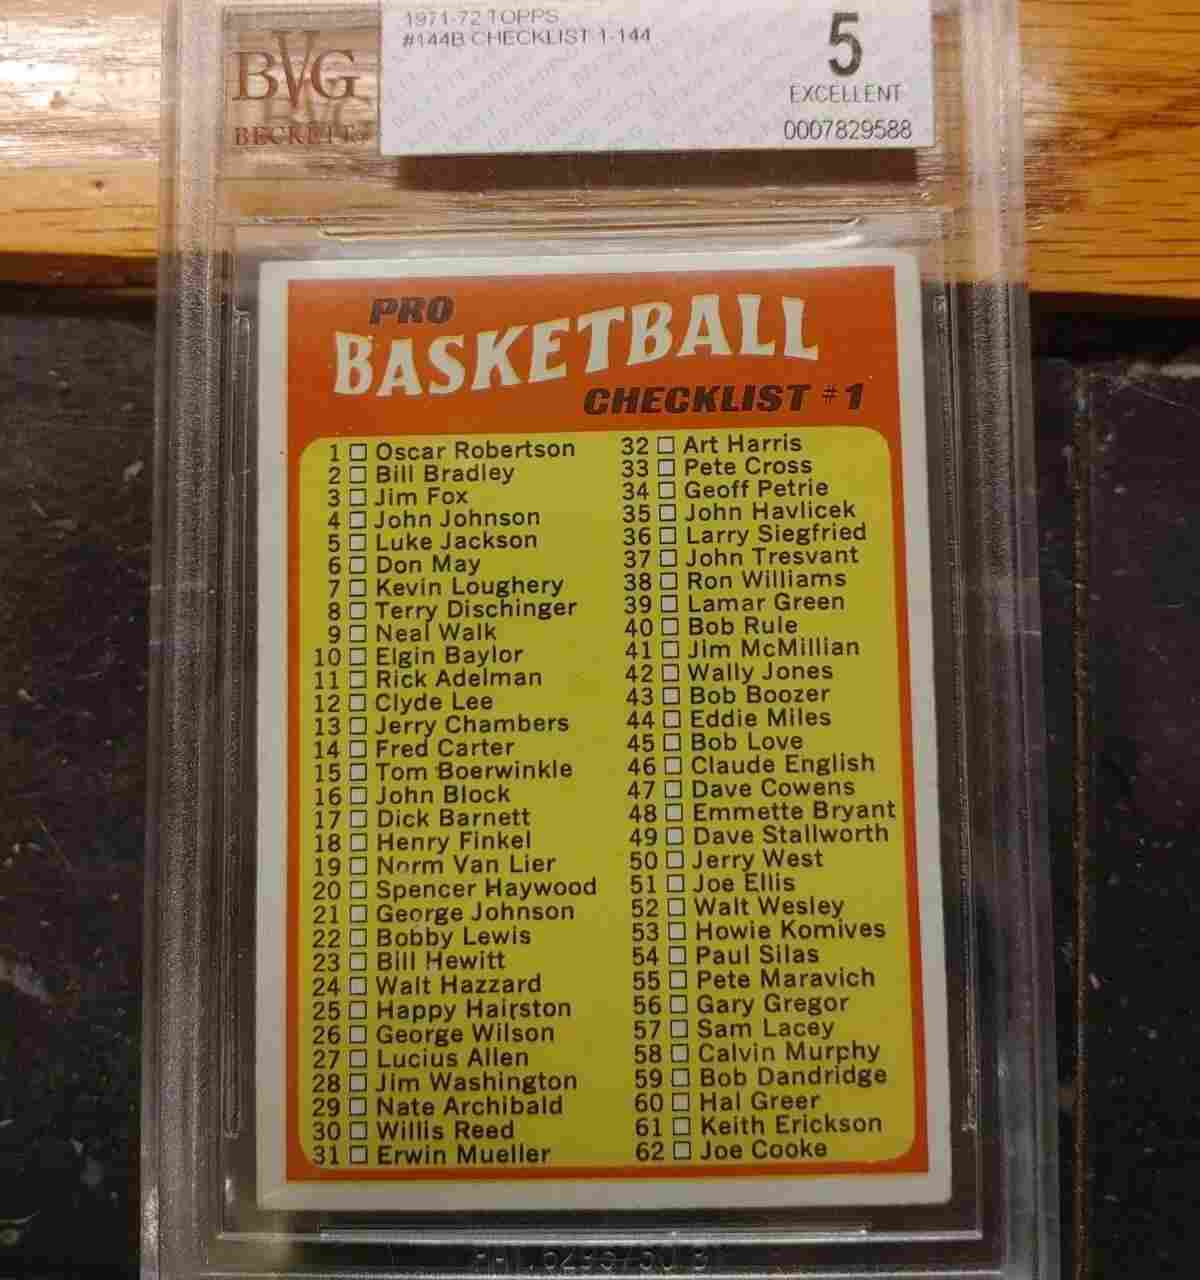 BVG
BECKETT
1971-72 TOPPS
#144B CHECKLIST 1-144
5
EXCELLENT
0007829588
PRO
BASKETBALL
CHECKLIST #1
1 Oscar Robertson
2 Bill Bradley
3 Jim Fox
4 John Johnson
5 Luke Jackson
6 Don May
7 Kevin Loughery
8 Terry Dischinger
9 Neal Walk
10 Elgin Baylor
11 Rick Adelman
12 Clyde Lee
13 Jerry Chambers
14 Fred Carter
15 Tom Boerwinkle
16 John Block
17 Dick Barnett
18 Henry Finkel
19 Norm Van Lier
20 Spencer Haywood
21 George Johnson
22 Bobby Lewis
23 Bill Hewitt
24 Walt Hazzard
25 Happy Hairston
26 George Wilson
27 Lucius Allen
28 Jim Washington
29 Nate Archibald
30 Willis Reed
31 Erwin Mueller
32 Art Harris
33 Pete Cross
34 Geoff Petrie
35 John Havlicek
36 Larry Siegfried
37 John Tresvant
38 Ron Williams
39 Lamar Green
40 Bob Rule
41 Jim McMillian
42 Wally Jones
43 Bob Boozer
44 Eddie Miles
45 Bob Love
46 Claude English
47 Dave Cowens
48 Emmette Bryant
49 Dave Stallworth
50 Jerry West
51 Joe Ellis
52 Walt Wesley
53 Howie Komives
54 Paul Silas
55 Pete Maravich
56 Gary Gregor
57 Sam Lacey
58 Calvin Murphy
59 Bob Dandridge
60 Hal Greer
61 Keith Erickson
62 Joe Cooke